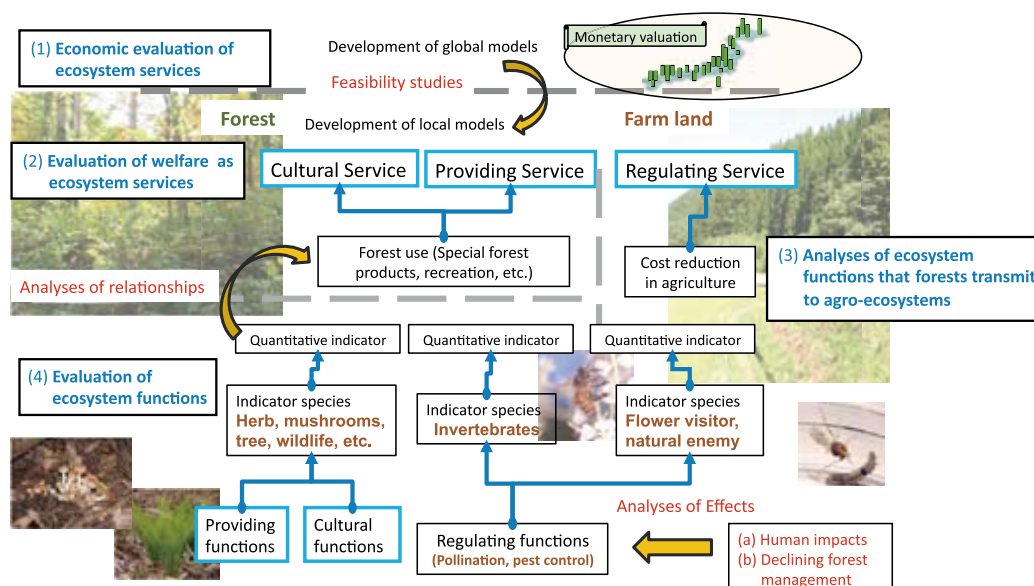 (1) Economic evaluation of
ecosystem services
Development of global models
Monetary valuation
Feasibility studies
Forest
Development of local models
Farm land
(2) Evaluation of welfare as
ecosystem services
Cultural Service
Providing Service
Regulating Service
Forest use (Special forest
products, recreation, etc.)
Cost reduction
in agriculture
(3) Analyses of ecosystem
functions that forests transmit
to agro-ecosystems
Analyses of relationships
Quantitative indicator
Quantitative indicator
Quantitative indicator
(4) Evaluation of
ecosystem functions
Indicator species
Herb, mushrooms,
tree, wildlife, etc.
Indicator species
Invertebrates
Indicator species
Flower visitor,
natural enemy
Providing
functions
Cultural
functions
Regulating functions
(Pollination, pest control)
Analyses of Effects
(a) Human impacts
(b) Declining forest
management